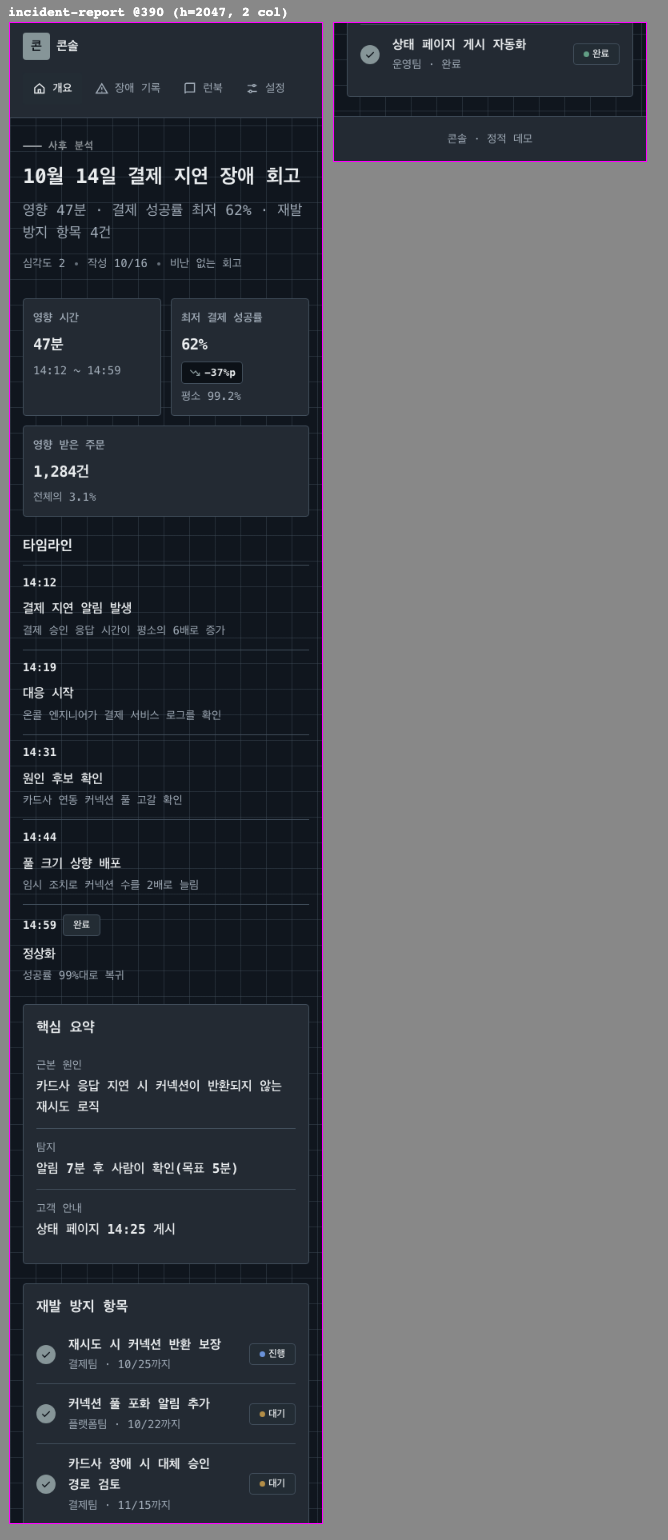 incident-report @390 (h=2047, 2 col)
콘 콘솔
개요 장애 기록 런북 설정
사후 분석
10월 14일 결제 지연 장애 회고
영향 47분 · 결제 성공률 최저 62% · 재발
방지 항목 4건
심각도 2 • 작성 10/16 • 비난 없는 회고
영향 시간
47분
14:12 ~ 14:59
최저 결제 성공률
62%
−37%p
평소 99.2%
영향 받은 주문
1,284건
전체의 3.1%
타임라인
14:12
결제 지연 알림 발생
결제 승인 응답 시간이 평소의 6배로 증가
14:19
대응 시작
온콜 엔지니어가 결제 서비스 로그를 확인
14:31
원인 후보 확인
카드사 연동 커넥션 풀 고갈 확인
14:44
풀 크기 상향 배포
임시 조치로 커넥션 수를 2배로 늘림
14:59 완료
정상화
성공률 99%대로 복귀
핵심 요약
근본 원인
카드사 응답 지연 시 커넥션이 반환되지 않는
재시도 로직
탐지
알림 7분 후 사람이 확인(목표 5분)
고객 안내
상태 페이지 14:25 게시
재발 방지 항목
재시도 시 커넥션 반환 보장
결제팀 · 10/25까지
진행
커넥션 풀 포화 알림 추가
플랫폼팀 · 10/22까지
대기
카드사 장애 시 대체 승인
경로 검토
결제팀 · 11/15까지
대기
상태 페이지 게시 자동화
운영팀 · 완료
완료
콘솔 · 정적 데모